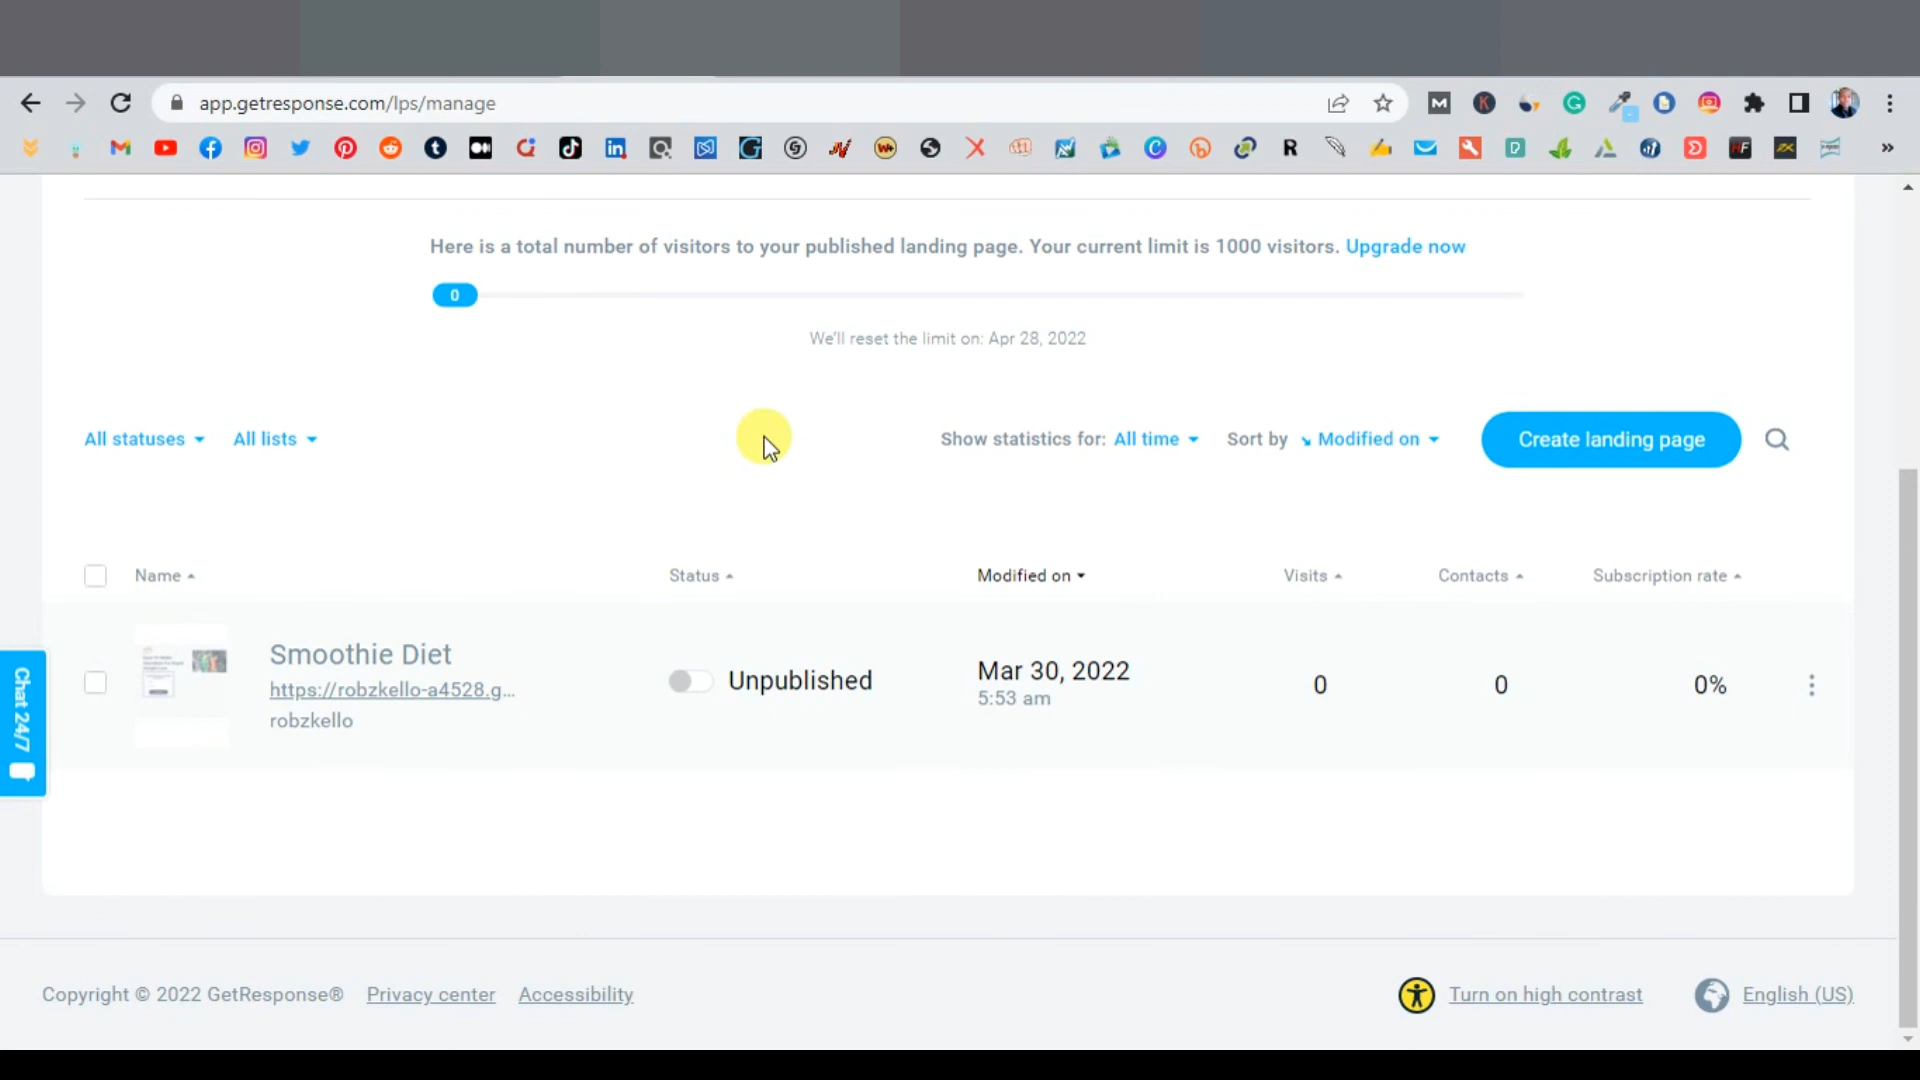 app.getresponse.com/lps/manage
Here is a total number of visitors to your published landing page. Your current limit is 1000 visitors. Upgrade now
0
We'll reset the limit on: Apr 28, 2022
All statuses All lists Show statistics for: All time Sort by Modified on Create landing page
Name Status Modified on Visits Contacts Subscription rate
Smoothie Diet
https://robzkello-a4528.g...
robzkello
Unpublished
Mar 30, 2022
5:53 am
0 0 0%
Chat 24/7
Copyright © 2022 GetResponse® Privacy center Accessibility Turn on high contrast English (US)